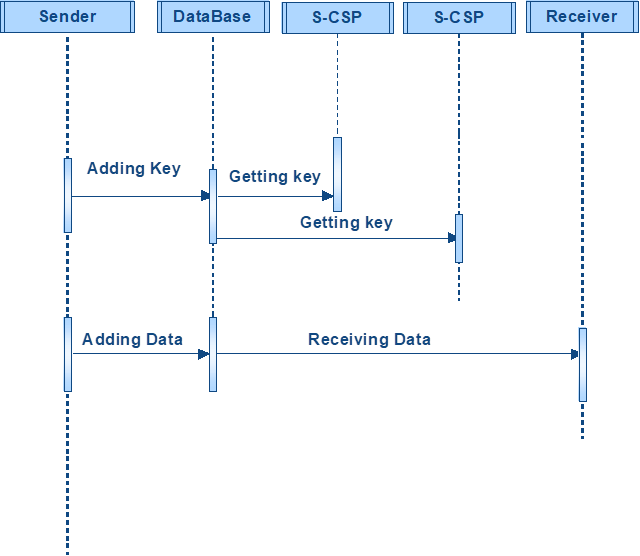 Sender
DataBase
S-CSP
S-CSP
Receiver
Adding Key
Getting key
Getting key
Adding Data
Receiving Data